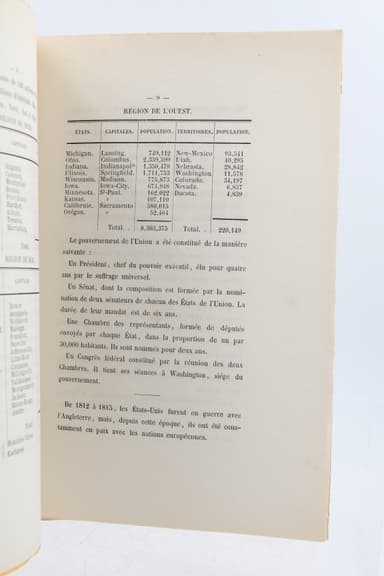 — 9 —
RÉGION DE L'OUEST.
ÉTATS. CAPITALES. POPULATION. TERRITOIRES. POPULATION.
Michigan. Lansing. 749,112 New-Mexico 93,541
Ohio. Columbus. 2,339,599 Utah. 40,295
Indiana. Indianapol⁽ˢ⁾ 1,350,479 Nebraska. 28,842
Illinois. Springfield. 1,711,753 Washington 11,578
Wisconsin. Madison. 775,873 Colorado. 34,197
Iowa. Iowa-City. 674,948 Nevada. 6,857
Minnesota. St-Paul. 162,022 Dacota. 4,839
Kansas. » 107,110
Californie. Sacramento 380,015
Orégon. » 52,464
Total. . 8,303,375 Total. . 220,149
Le gouvernement de l'Union a été constitué de la manière
suivante :
Un Président, chef du pouvoir exécutif, élu pour quatre
ans par le suffrage universel.
Un Sénat, dont la composition est formée par la nomi-
nation de deux sénateurs de chacun des États de l'Union. La
durée de leur mandat est de six ans.
Une Chambre des représentants, formée de députés
envoyés par chaque État, dans la proportion de un par
30,000 habitants. Ils sont nommés pour deux ans.
Un Congrès fédéral constitué par la réunion des deux
Chambres. Il tient ses séances à Washington, siége du
gouvernement.
De 1812 à 1815, les États-Unis furent en guerre avec
l'Angleterre, mais, depuis cette époque, ils ont été cons-
tamment en paix avec les nations européennes.